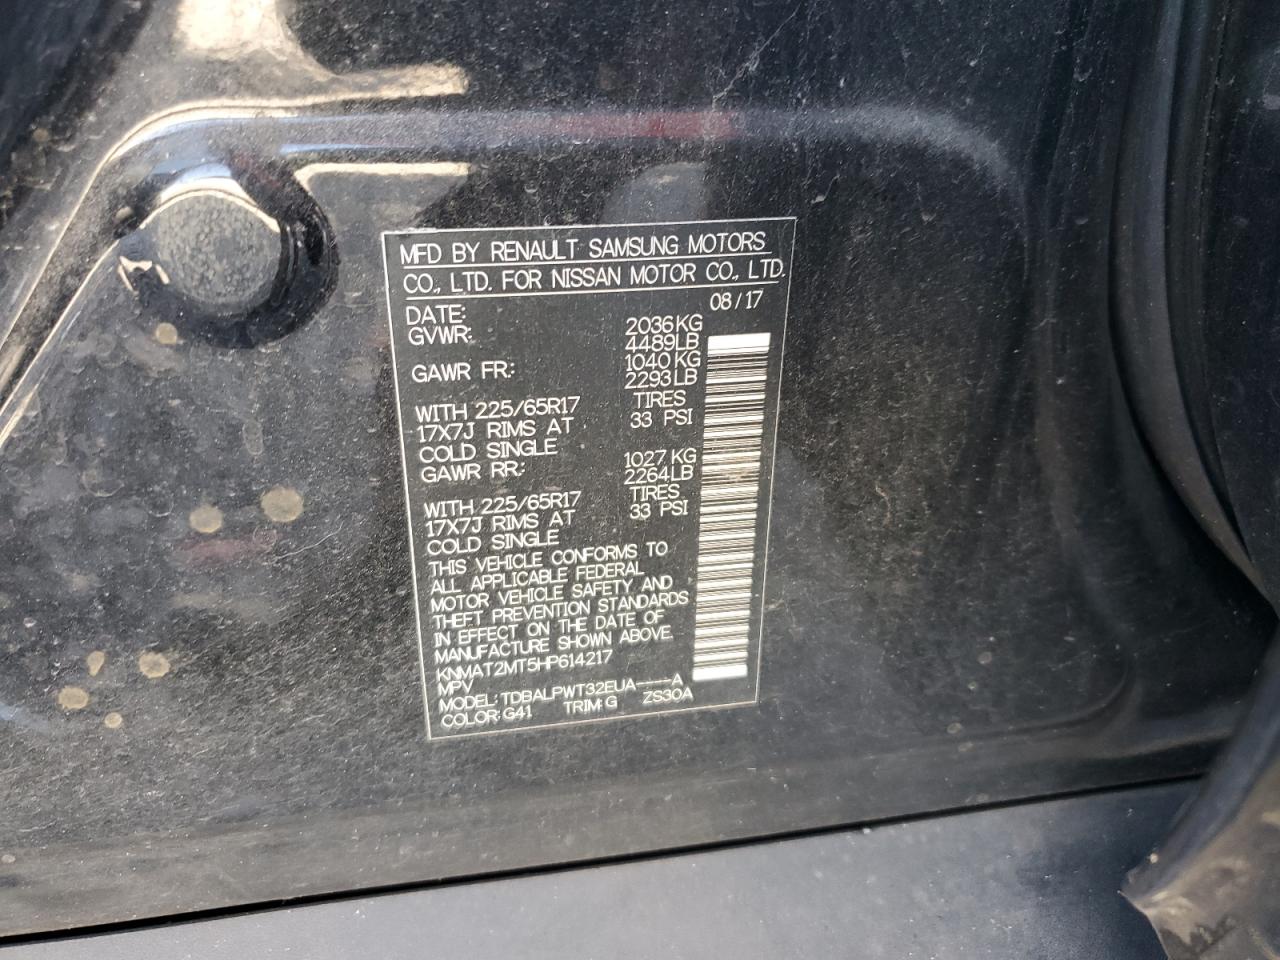 MFD BY RENAULT SAMSUNG MOTORS
CO., LTD. FOR NISSAN MOTOR CO., LTD.
DATE: 08/17
GVWR: 2036KG
4489LB
GAWR FR: 1040KG
2293LB
WITH 225/65R17 TIRES
17X7J RIMS AT 33 PSI
COLD SINGLE
GAWR RR: 1027KG
2264LB
WITH 225/65R17 TIRES
17X7J RIMS AT 33 PSI
COLD SINGLE
THIS VEHICLE CONFORMS TO
ALL APPLICABLE FEDERAL
MOTOR VEHICLE SAFETY AND
THEFT PREVENTION STANDARDS
IN EFFECT ON THE DATE OF
MANUFACTURE SHOWN ABOVE.
KNMAT2MT5HP614217
MPV
MODEL: TDBALPWT32EUA----A
COLOR: G41 TRIM: G ZS30A